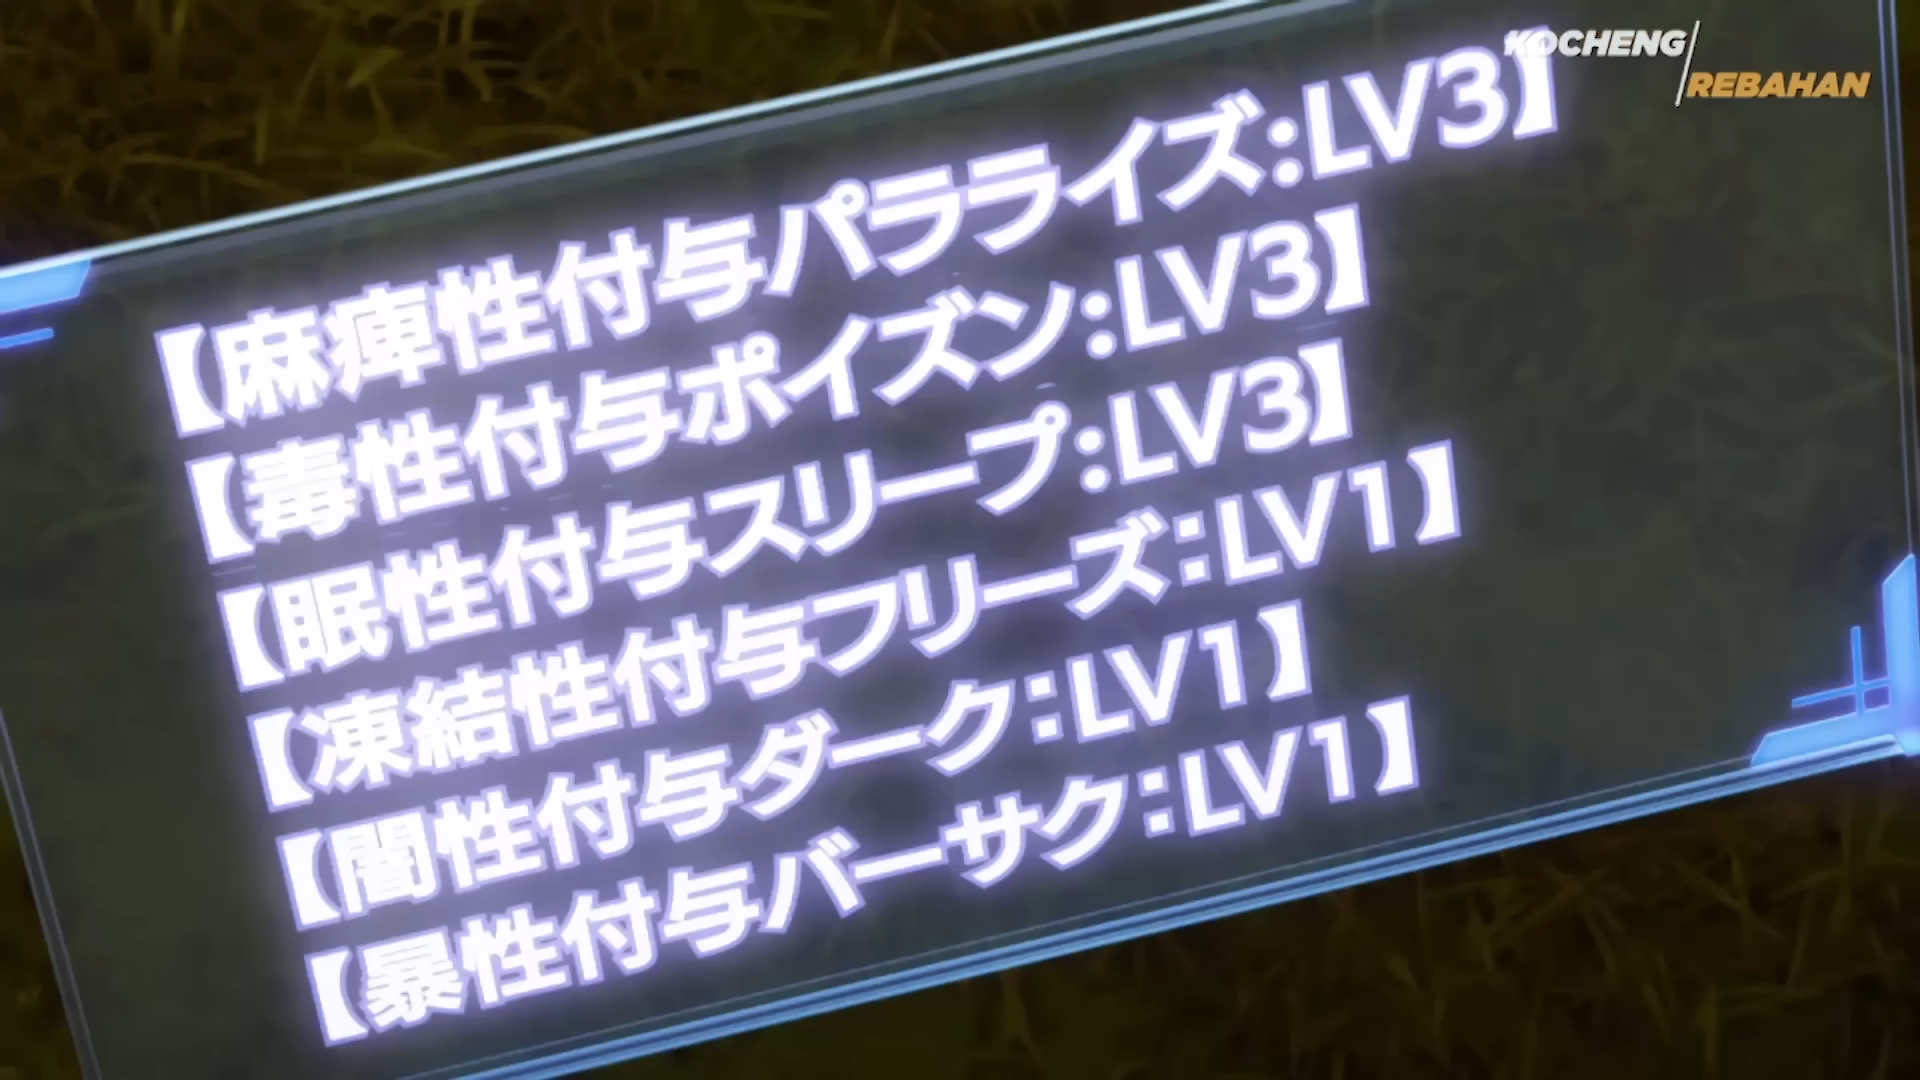 KOCHENG
REBAHAN
【麻痺性付与パラライズ:LV3】
【毒性付与ポイズン:LV3】
【眠性付与スリープ:LV3】
【凍結性付与フリーズ:LV1】
【闇性付与ダーク:LV1】
【暴性付与バーサク:LV1】